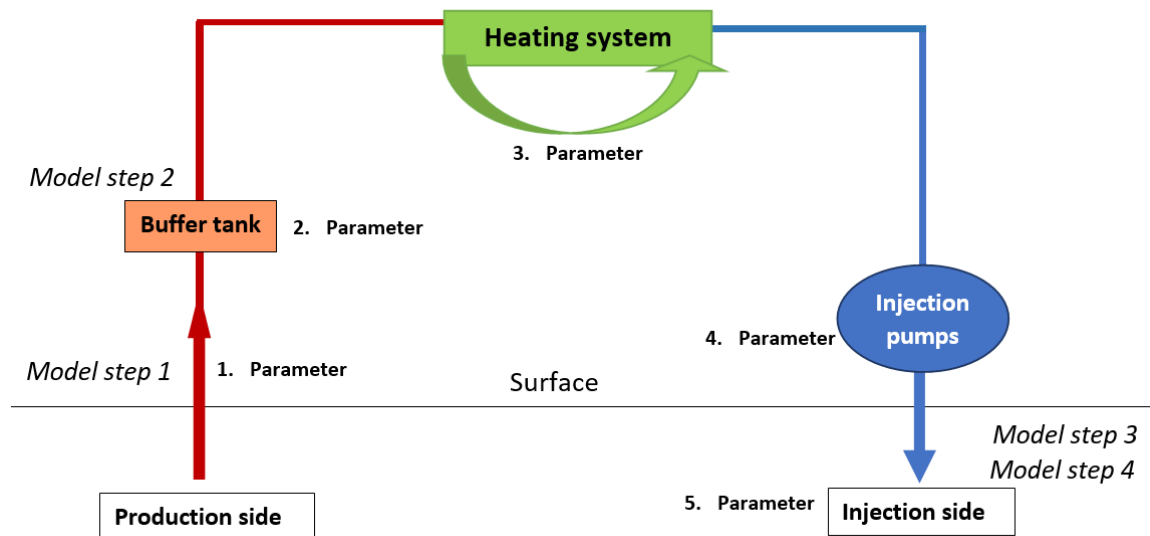 Heating system
3. Parameter
Model step 2
Buffer tank
2. Parameter
Injection
pumps
4. Parameter
Model step 1
1. Parameter
Surface
Model step 3
Model step 4
Production side
5. Parameter
Injection side